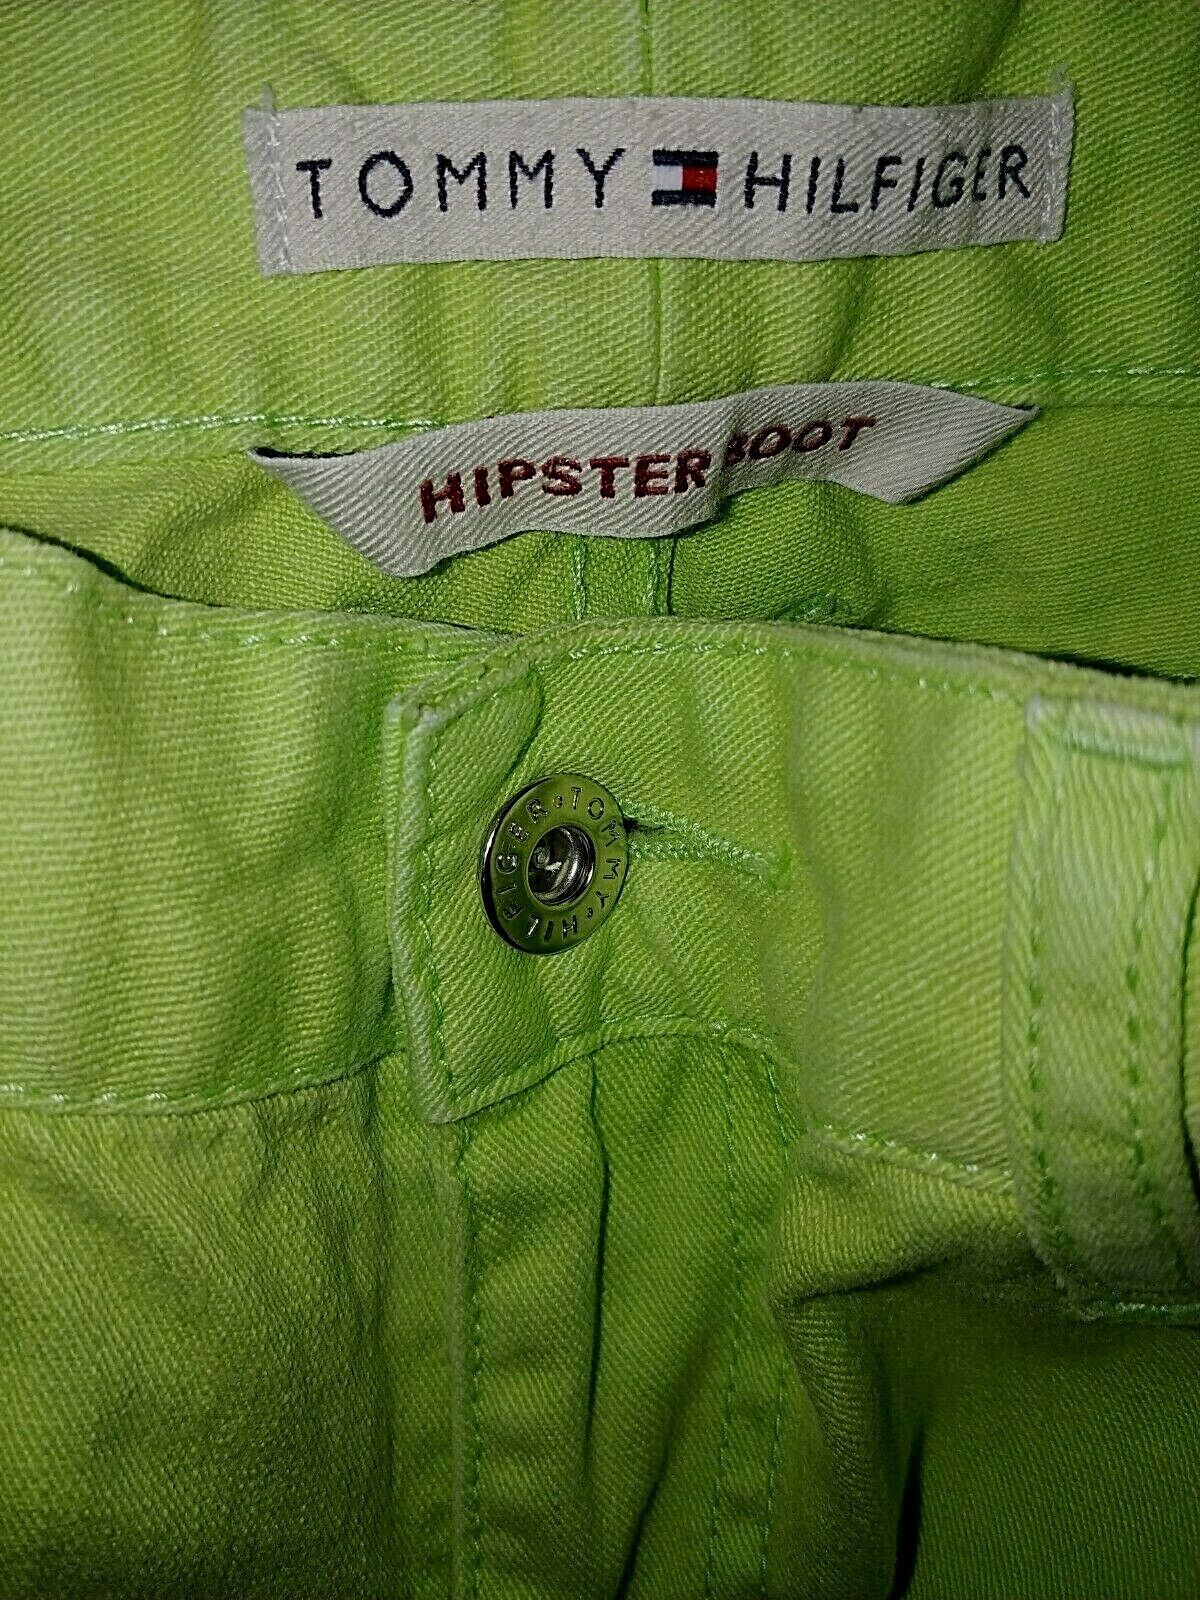 TOMMY HILFIGER
HIPSTER BOOT
TOMMY • HILFIGER •